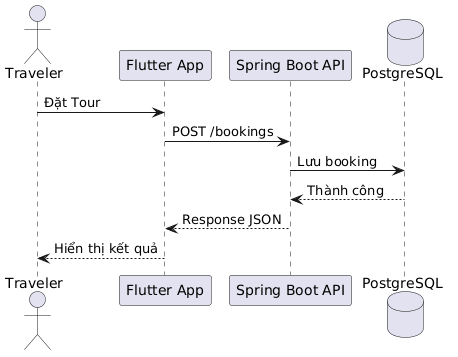 Traveler
Flutter App
Spring Boot API
PostgreSQL
Đặt Tour
POST /bookings
Lưu booking
Thành công
Response JSON
Hiển thị kết quả
Traveler
Flutter App
Spring Boot API
PostgreSQL